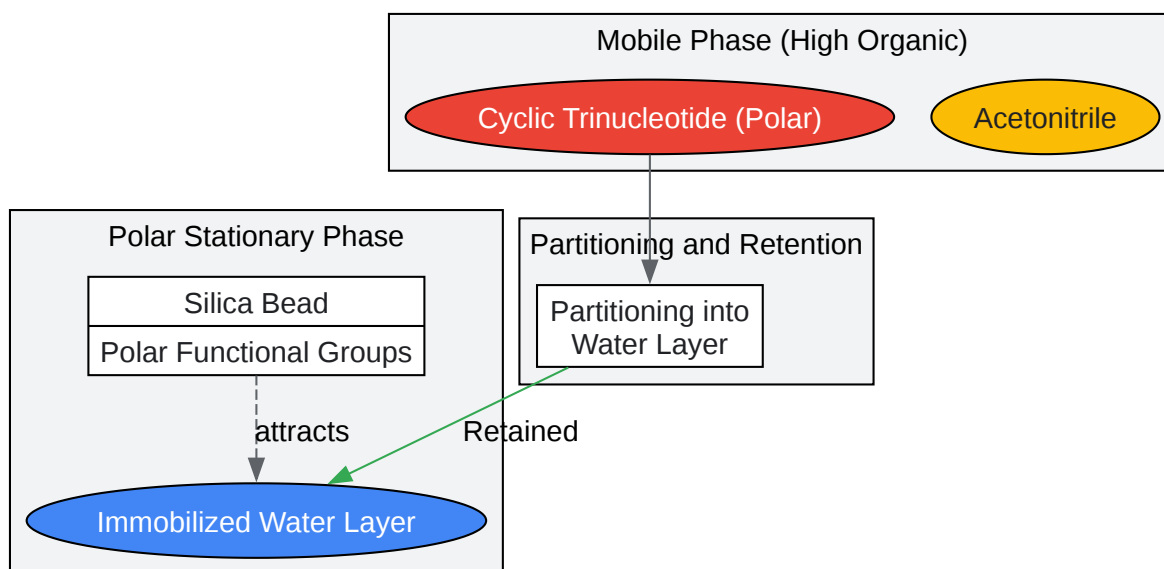 Mobile Phase (High Organic)
Cyclic Trinucleotide (Polar)
Acetonitrile
Polar Stationary Phase
Partitioning and Retention
Silica Bead
Polar Functional Groups
Partitioning into
Water Layer
attracts
Retained
Immobilized Water Layer